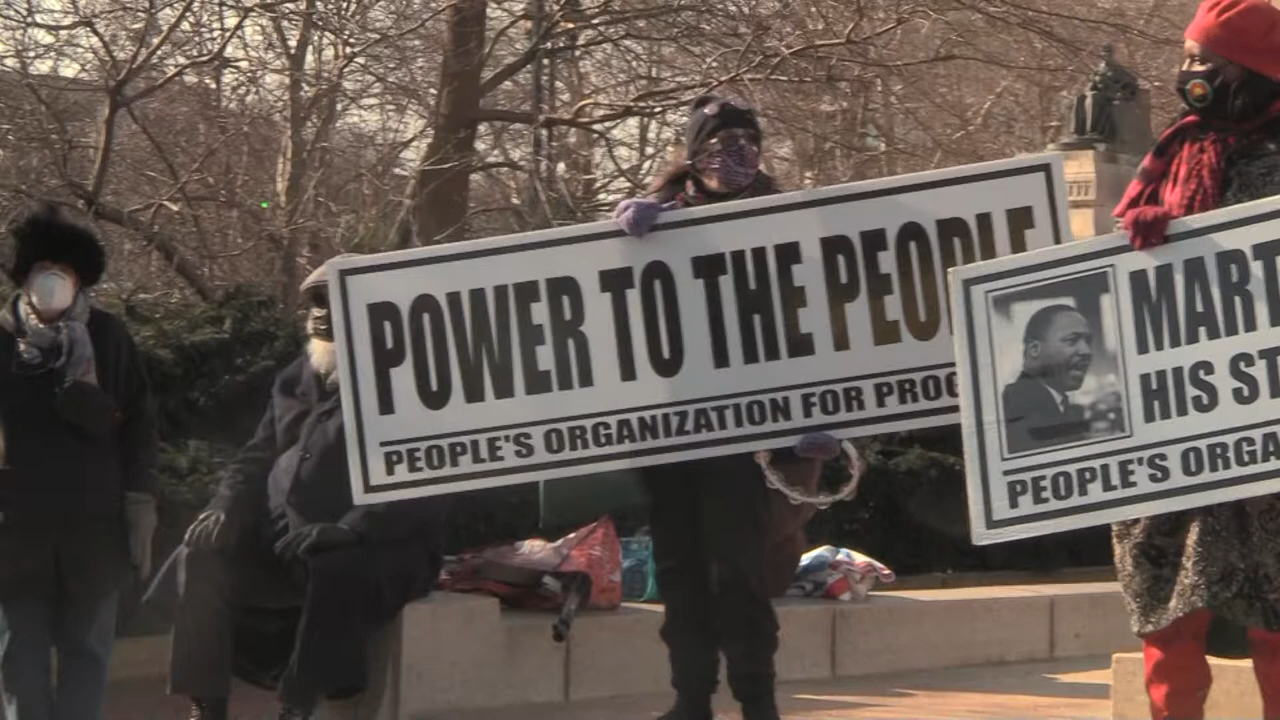 POWER TO THE PEOPLE
PEOPLE'S ORGANIZATION FOR PROG
MART
HIS ST
PEOPLE'S ORGA